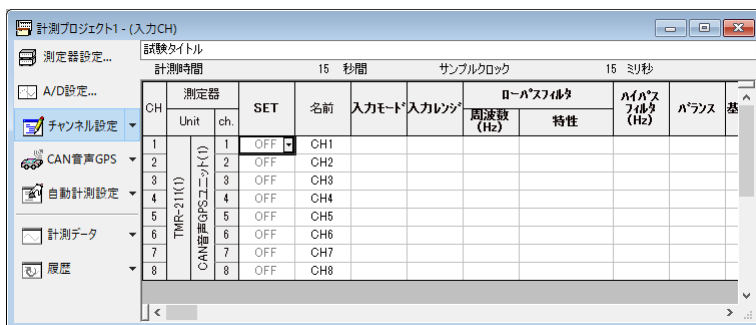 計測プロジェクト1 - (入力CH)
測定器設定...
A/D設定...
チャンネル設定
CAN音声GPS
自動計測設定
計測データ
履歴
試験タイトル
計測時間 15 秒間 サンプルクロック 15 ミリ秒
CH 測定器 SET 名前 入力モード 入力レンジ ローパスフィルタ ハイパスフィルタ(Hz) バランス 基
Unit ch. 周波数(Hz) 特性
TMR-211(1) CAN音声GPSユニット(1)
1 1 OFF CH1
2 2 OFF CH2
3 3 OFF CH3
4 4 OFF CH4
5 5 OFF CH5
6 6 OFF CH6
7 7 OFF CH7
8 8 OFF CH8